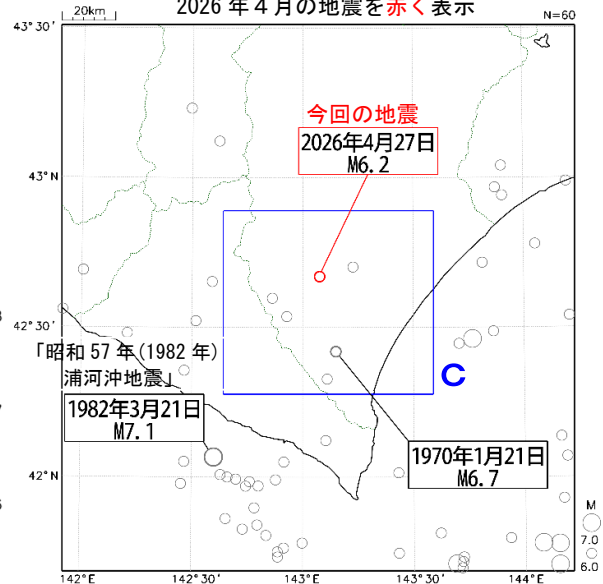 2026 年４月の地震を赤く表示
20km
N=60
43°30'
今回の地震
2026年4月27日
M6.2
43°N
42°30'
「昭和 57 年(1982 年)
浦河沖地震」
C
1982年3月21日
M7.1
1970年1月21日
M6.7
42°N
M
7.0
6.0
142°E
142°30'
143°E
143°30'
144°E